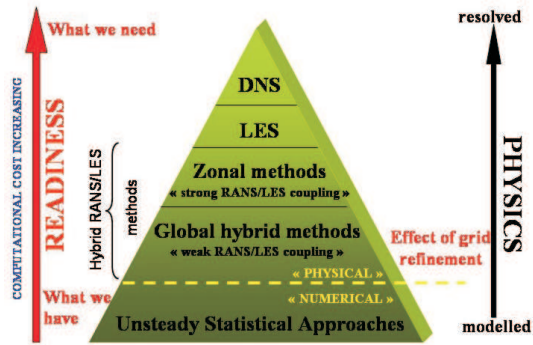 What we need
resolved
DNS
LES
Zonal methods
« strong RANS/LES coupling »
Global hybrid methods
« weak RANS/LES coupling »
« PHYSICAL »
« NUMERICAL »
Unsteady Statistical Approaches
COMPUTATIONAL COST INCREASING
READINESS
Hybrid RANS/LES
methods
What we
have
Effect of grid
refinement
PHYSICS
modelled